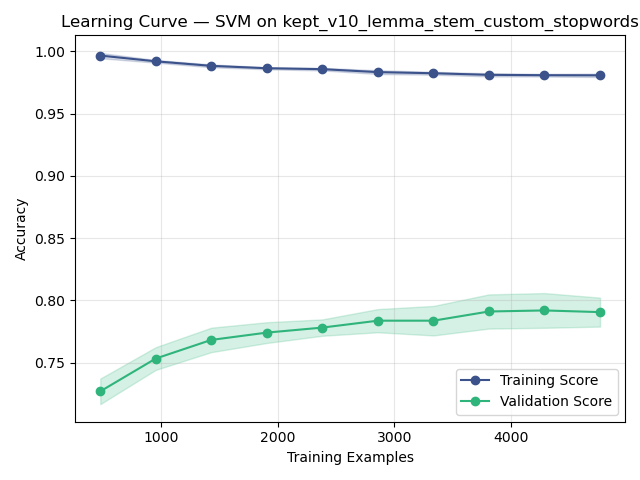 Learning Curve — SVM on kept_v10_lemma_stem_custom_stopwords
1.00
0.95
0.90
0.85
0.80
0.75
Accuracy
Training Score
Validation Score
1000 2000 3000 4000
Training Examples